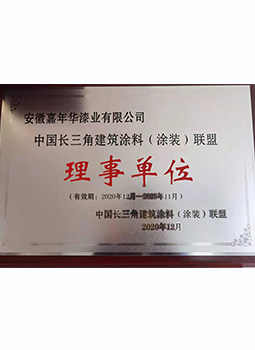 安徽嘉年华漆业有限公司
中国长三角建筑涂料（涂装）联盟
理事单位
（有效期：2020年12月—2025年11月）
中国长三角建筑涂料（涂装）联盟
2020年12月